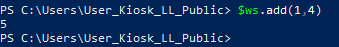 PS C:\Users\User_Kiosk_LL_Public> $ws.add(1,4)
5
PS C:\Users\User_Kiosk_LL_Public>